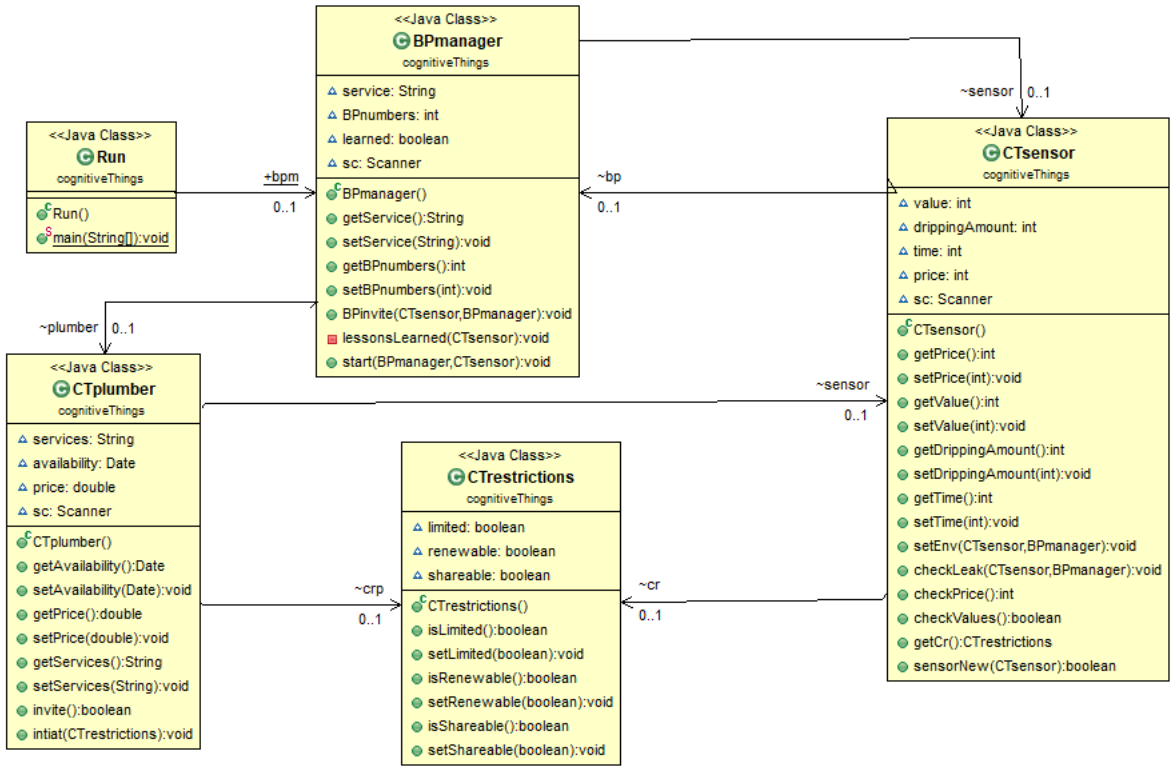 <<Java Class>>
BPmanager
cognitiveThings
service: String
BPnumbers: int
learned: boolean
sc: Scanner
BPmanager()
getService():String
setService(String):void
getBPnumbers():int
setBPnumbers(int):void
BPinvite(CTsensor,BPmanager):void
lessonsLearned(CTsensor):void
start(BPmanager,CTsensor):void
~sensor 0..1
<<Java Class>>
Run
cognitiveThings
Run()
main(String[]):void
+bpm
0..1
~bp
0..1
<<Java Class>>
CTsensor
cognitiveThings
value: int
drippingAmount: int
time: int
price: int
sc: Scanner
CTsensor()
getPrice():int
setPrice(int):void
getValue():int
setValue(int):void
getDrippingAmount():int
setDrippingAmount(int):void
getTime():int
setTime(int):void
setEnv(CTsensor,BPmanager):void
checkLeak(CTsensor,BPmanager):void
checkPrice():int
checkValues():boolean
getCr():CTrestrictions
sensorNew(CTsensor):boolean
~plumber 0..1
<<Java Class>>
CTplumber
cognitiveThings
services: String
availability: Date
price: double
sc: Scanner
CTplumber()
getAvailability():Date
setAvailability(Date):void
getPrice():double
setPrice(double):void
getServices():String
setServices(String):void
invite():boolean
intiat(CTrestrictions):void
~sensor
0..1
<<Java Class>>
CTrestrictions
cognitiveThings
limited: boolean
renewable: boolean
shareable: boolean
CTrestrictions()
isLimited():boolean
setLimited(boolean):void
isRenewable():boolean
setRenewable(boolean):void
isShareable():boolean
setShareable(boolean):void
~crp
0..1
~cr
0..1